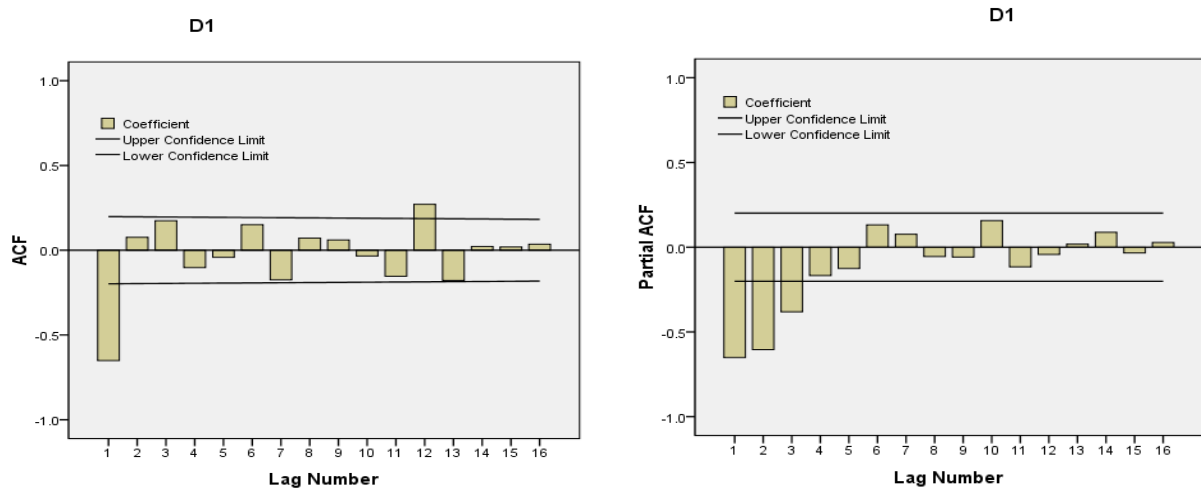 D1
Coefficient
Upper Confidence Limit
Lower Confidence Limit
ACF
1.0
0.5
0.0
-0.5
-1.0
1 2 3 4 5 6 7 8 9 10 11 12 13 14 15 16
Lag Number
D1
Coefficient
Upper Confidence Limit
Lower Confidence Limit
Partial ACF
1.0
0.5
0.0
-0.5
-1.0
1 2 3 4 5 6 7 8 9 10 11 12 13 14 15 16
Lag Number